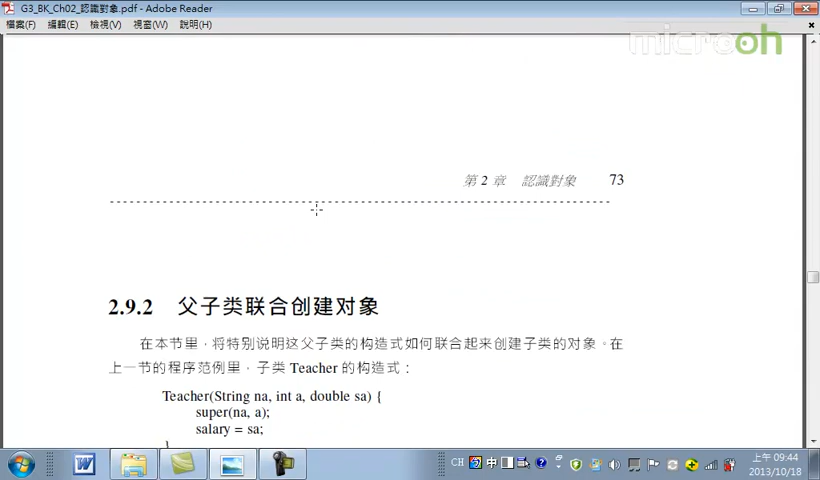 G3_BK_Ch02_認識對象.pdf - Adobe Reader
檔案(F) 編輯(E) 檢視(V) 視窗(W) 說明(H)
microoh
第 2 章 認識對象 73
2.9.2 父子类联合创建对象
在本节里，将特别说明这父子类的构造式如何联合起来创建子类的对象。在
上一节的程序范例里，子类 Teacher 的构造式：
Teacher(String na, int a, double sa) {
super(na, a);
salary = sa;
}
CH 中
上午 09:44
2013/10/18